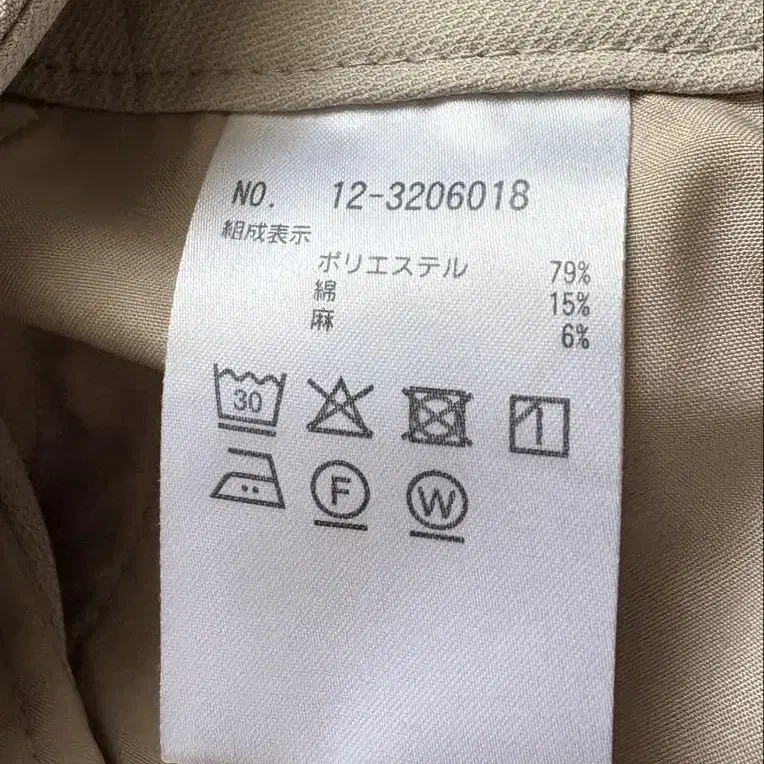 NO. 12-3206018
組成表示
ポリエステル 79%
綿 15%
麻 6%
30
F W